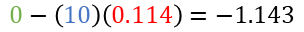 0 − (10)(0.114) = −1.143